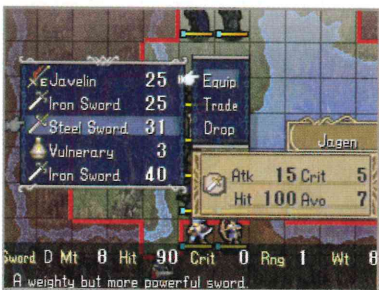 E Javelin 25
Iron Sword 25
Steel Sword 31
Vulnerary 3
Iron Sword 40
Equip
Trade
Drop
Jagen
Atk 15 Crit 5
Hit 100 Avo 7
Sword D Mt 8 Hit 90 Crit 0 Rng 1 Wt 8
A weighty but more powerful sword.